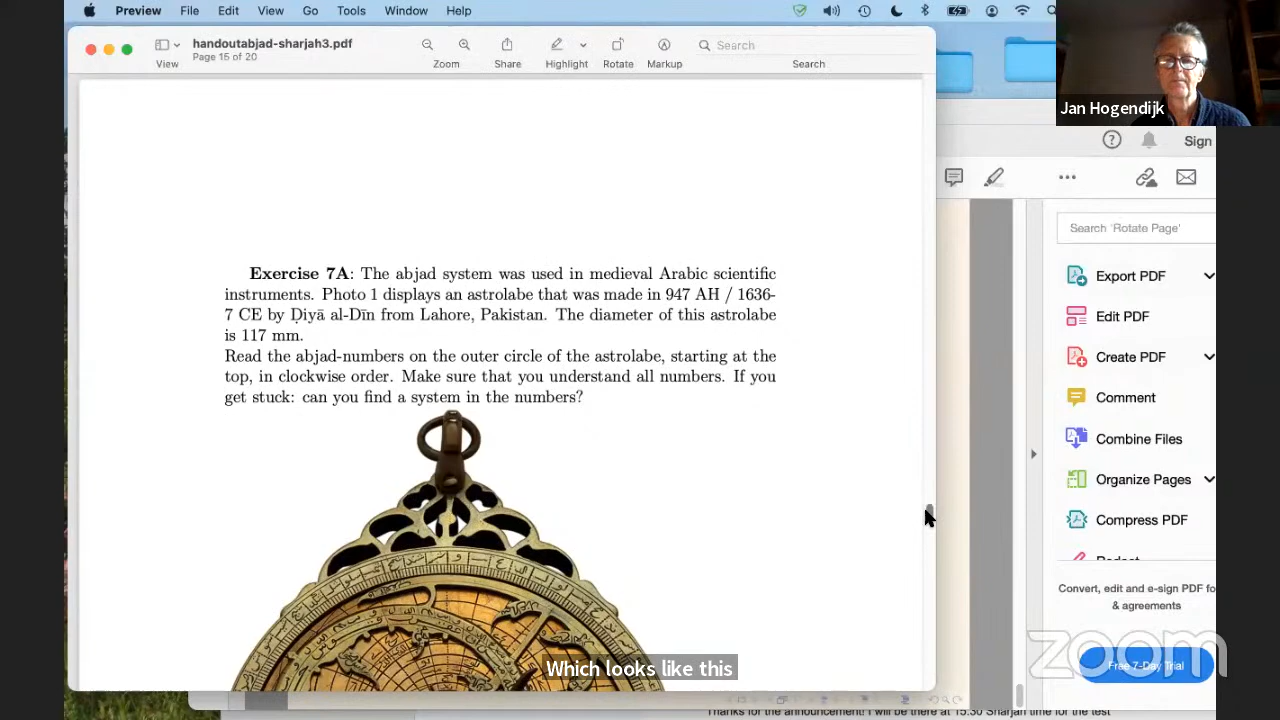 Preview File Edit View Go Tools Window Help
handoutabjad-sharjah3.pdf
Page 15 of 20
Search
View Zoom Share Highlight Rotate Markup Search
Jan Hogendijk
Sign
Search 'Rotate Page'
Export PDF
Edit PDF
Create PDF
Comment
Combine Files
Organize Pages
Compress PDF
Convert, edit and e-sign PDF fo
& agreements
Free 7-Day Trial
zoom
Exercise 7A: The abjad system was used in medieval Arabic scientific
instruments. Photo 1 displays an astrolabe that was made in 947 AH / 1636-
7 CE by Ḍiyā al-Dīn from Lahore, Pakistan. The diameter of this astrolabe
is 117 mm.
Read the abjad-numbers on the outer circle of the astrolabe, starting at the
top, in clockwise order. Make sure that you understand all numbers. If you
get stuck: can you find a system in the numbers?
Which looks like this
Thanks for the announcement! I will be there at 15:30 Sharjah time for the test